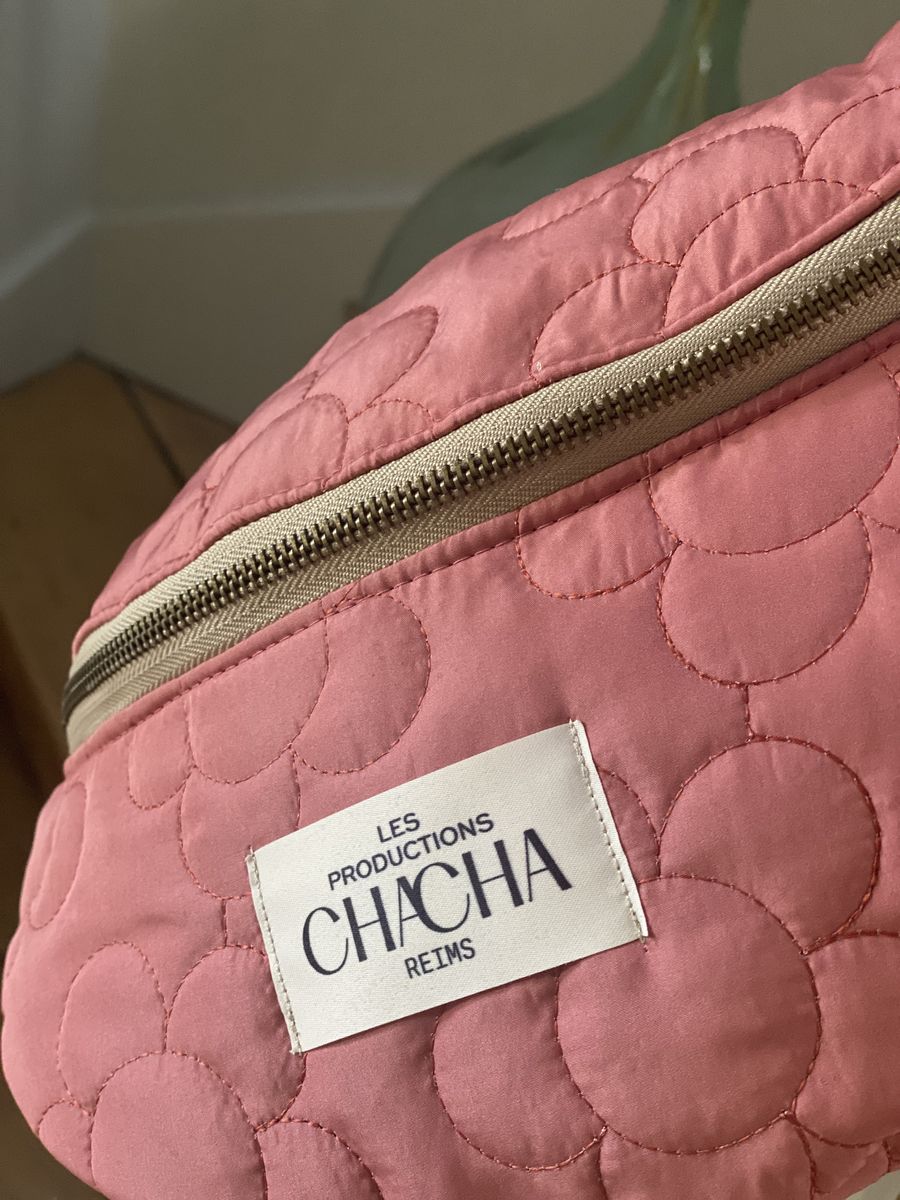 LES
PRODUCTIONS
CHACHA
REIMS